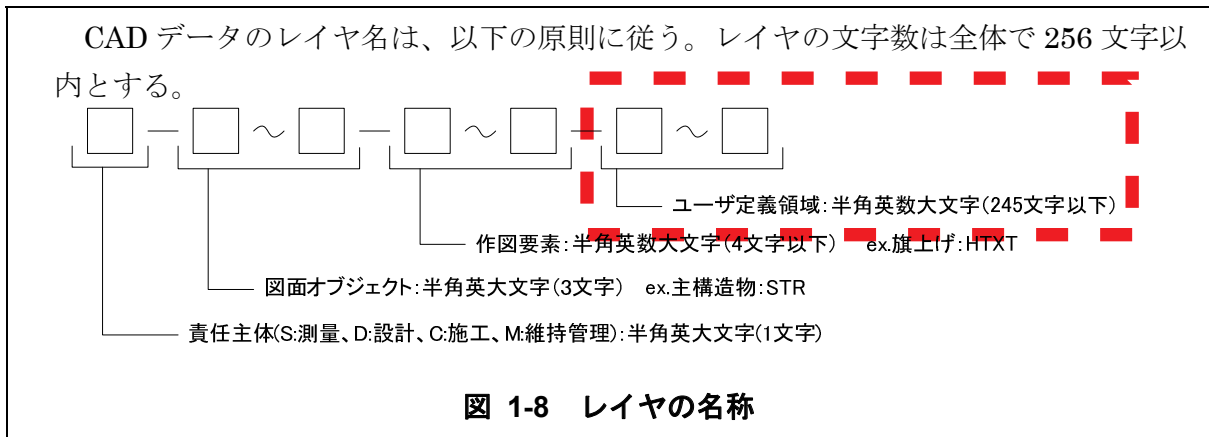 CAD データのレイヤ名は、以下の原則に従う。レイヤの文字数は全体で 256 文字以
内とする。
□－□～□－□～□－□～□
ユーザ定義領域：半角英数大文字(245文字以下)
作図要素：半角英数大文字(4文字以下)　ex.旗上げ：HTXT
図面オブジェクト：半角英大文字(3文字)　ex.主構造物：STR
責任主体(S:測量、D:設計、C:施工、M:維持管理)：半角英大文字(1文字)
図 1-8　レイヤの名称